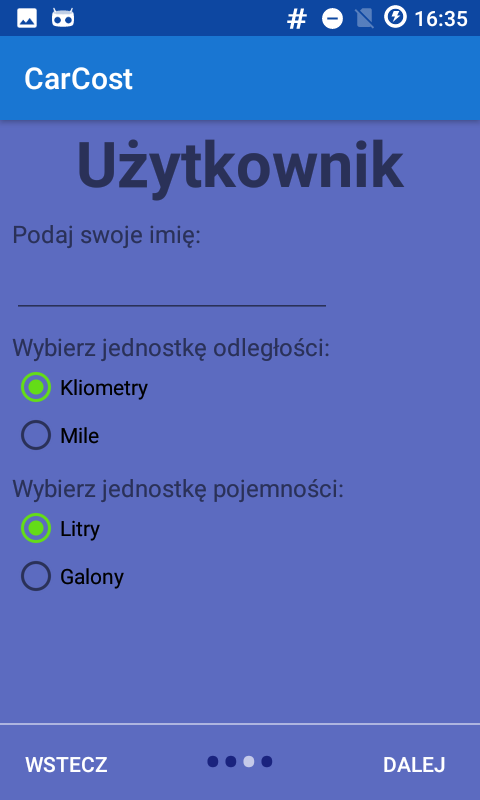 16:35
CarCost
Użytkownik
Podaj swoje imię:
Wybierz jednostkę odległości:
Kliometry
Mile
Wybierz jednostkę pojemności:
Litry
Galony
WSTECZ
DALEJ